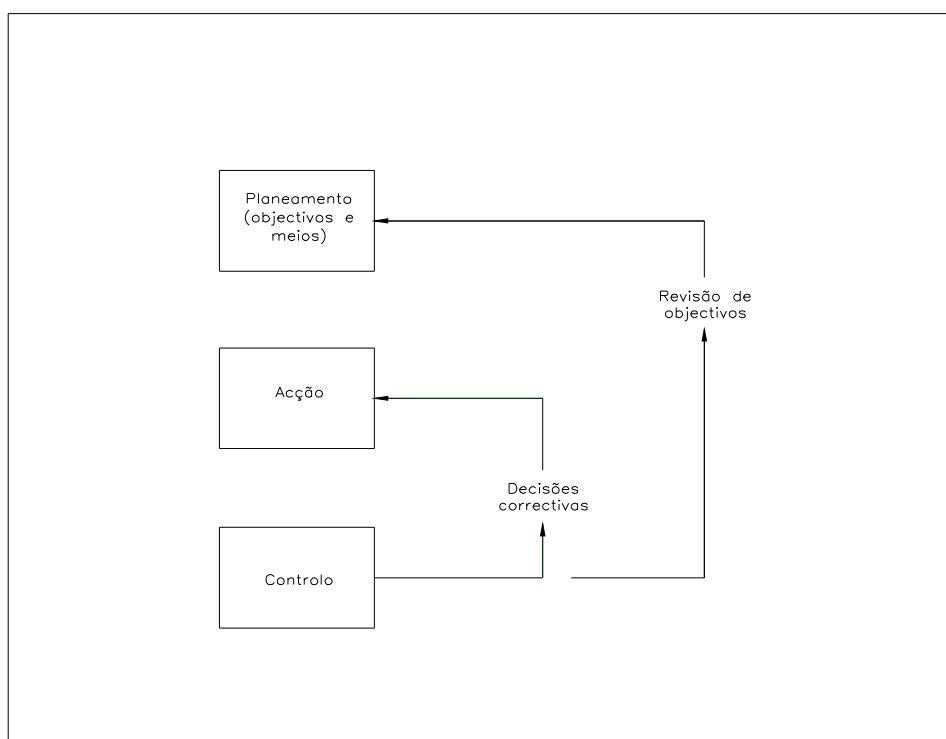 Planeamento
(objectivos e
meios)
Revisão de
objectivos
Acção
Decisões
correctivas
Controlo